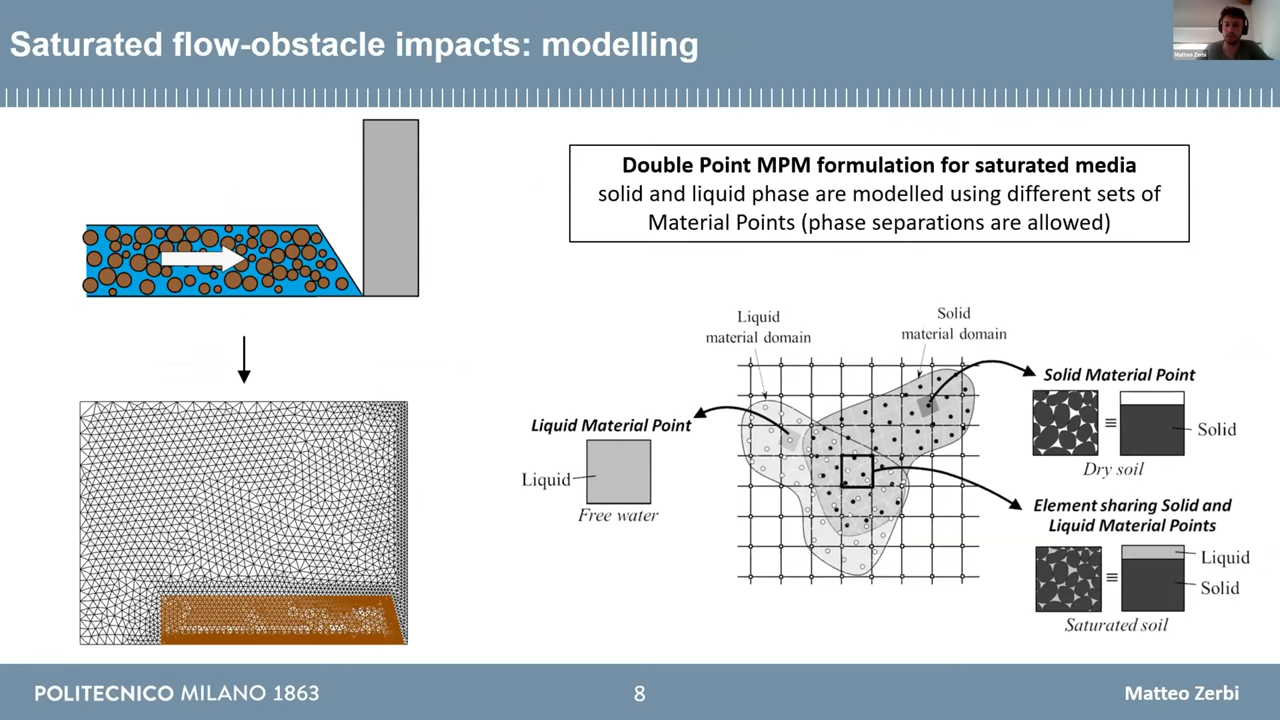 Saturated flow-obstacle impacts: modelling
Matteo Zerbi
Double Point MPM formulation for saturated media
solid and liquid phase are modelled using different sets of
Material Points (phase separations are allowed)
Liquid
material domain
Solid
material domain
Liquid Material Point
Liquid
Free water
Solid Material Point
≡
Solid
Dry soil
Element sharing Solid and
Liquid Material Points
≡
Liquid
Solid
Saturated soil
POLITECNICO MILANO 1863
8
Matteo Zerbi